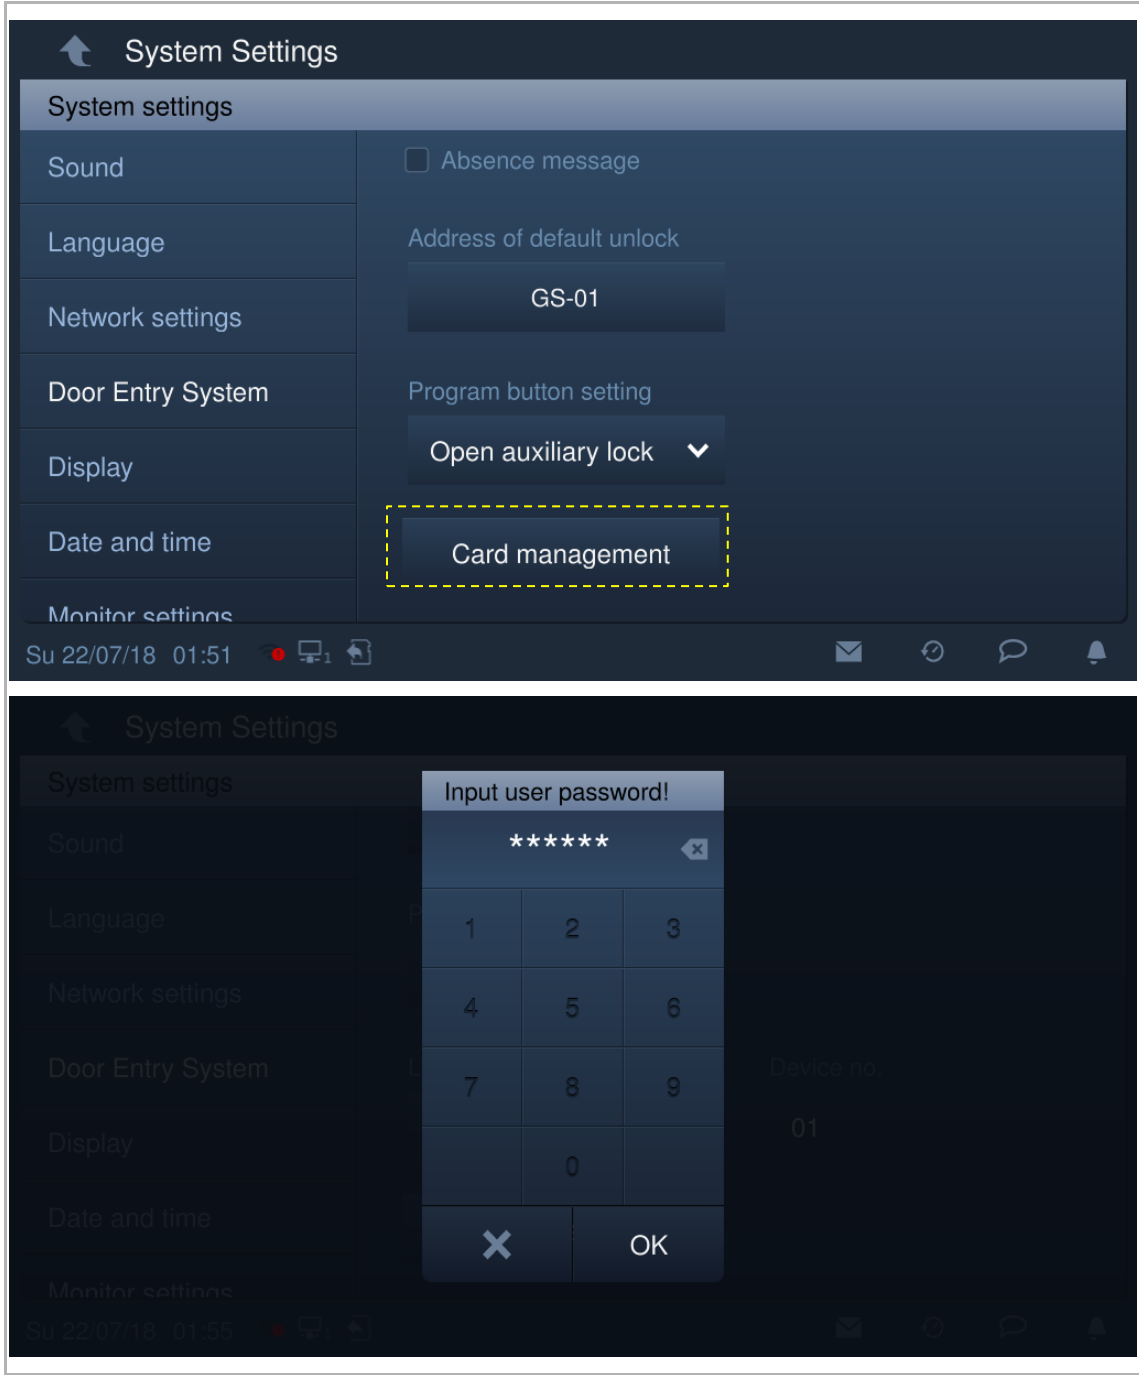 System Settings
System settings
Sound
Absence message
Language
Address of default unlock
GS-01
Network settings
Door Entry System
Program button setting
Open auxiliary lock
Display
Date and time
Card management
Monitor settings
Su 22/07/18 01:51
1
System Settings
System settings
Input user password!
******
Sound
Language
P
1 2 3
Network settings
4 5 6
Door Entry System
L
Device no.
7 8 9
01
Display
0
Date and time
OK
Monitor settings
Su 22/07/18 01:55
1